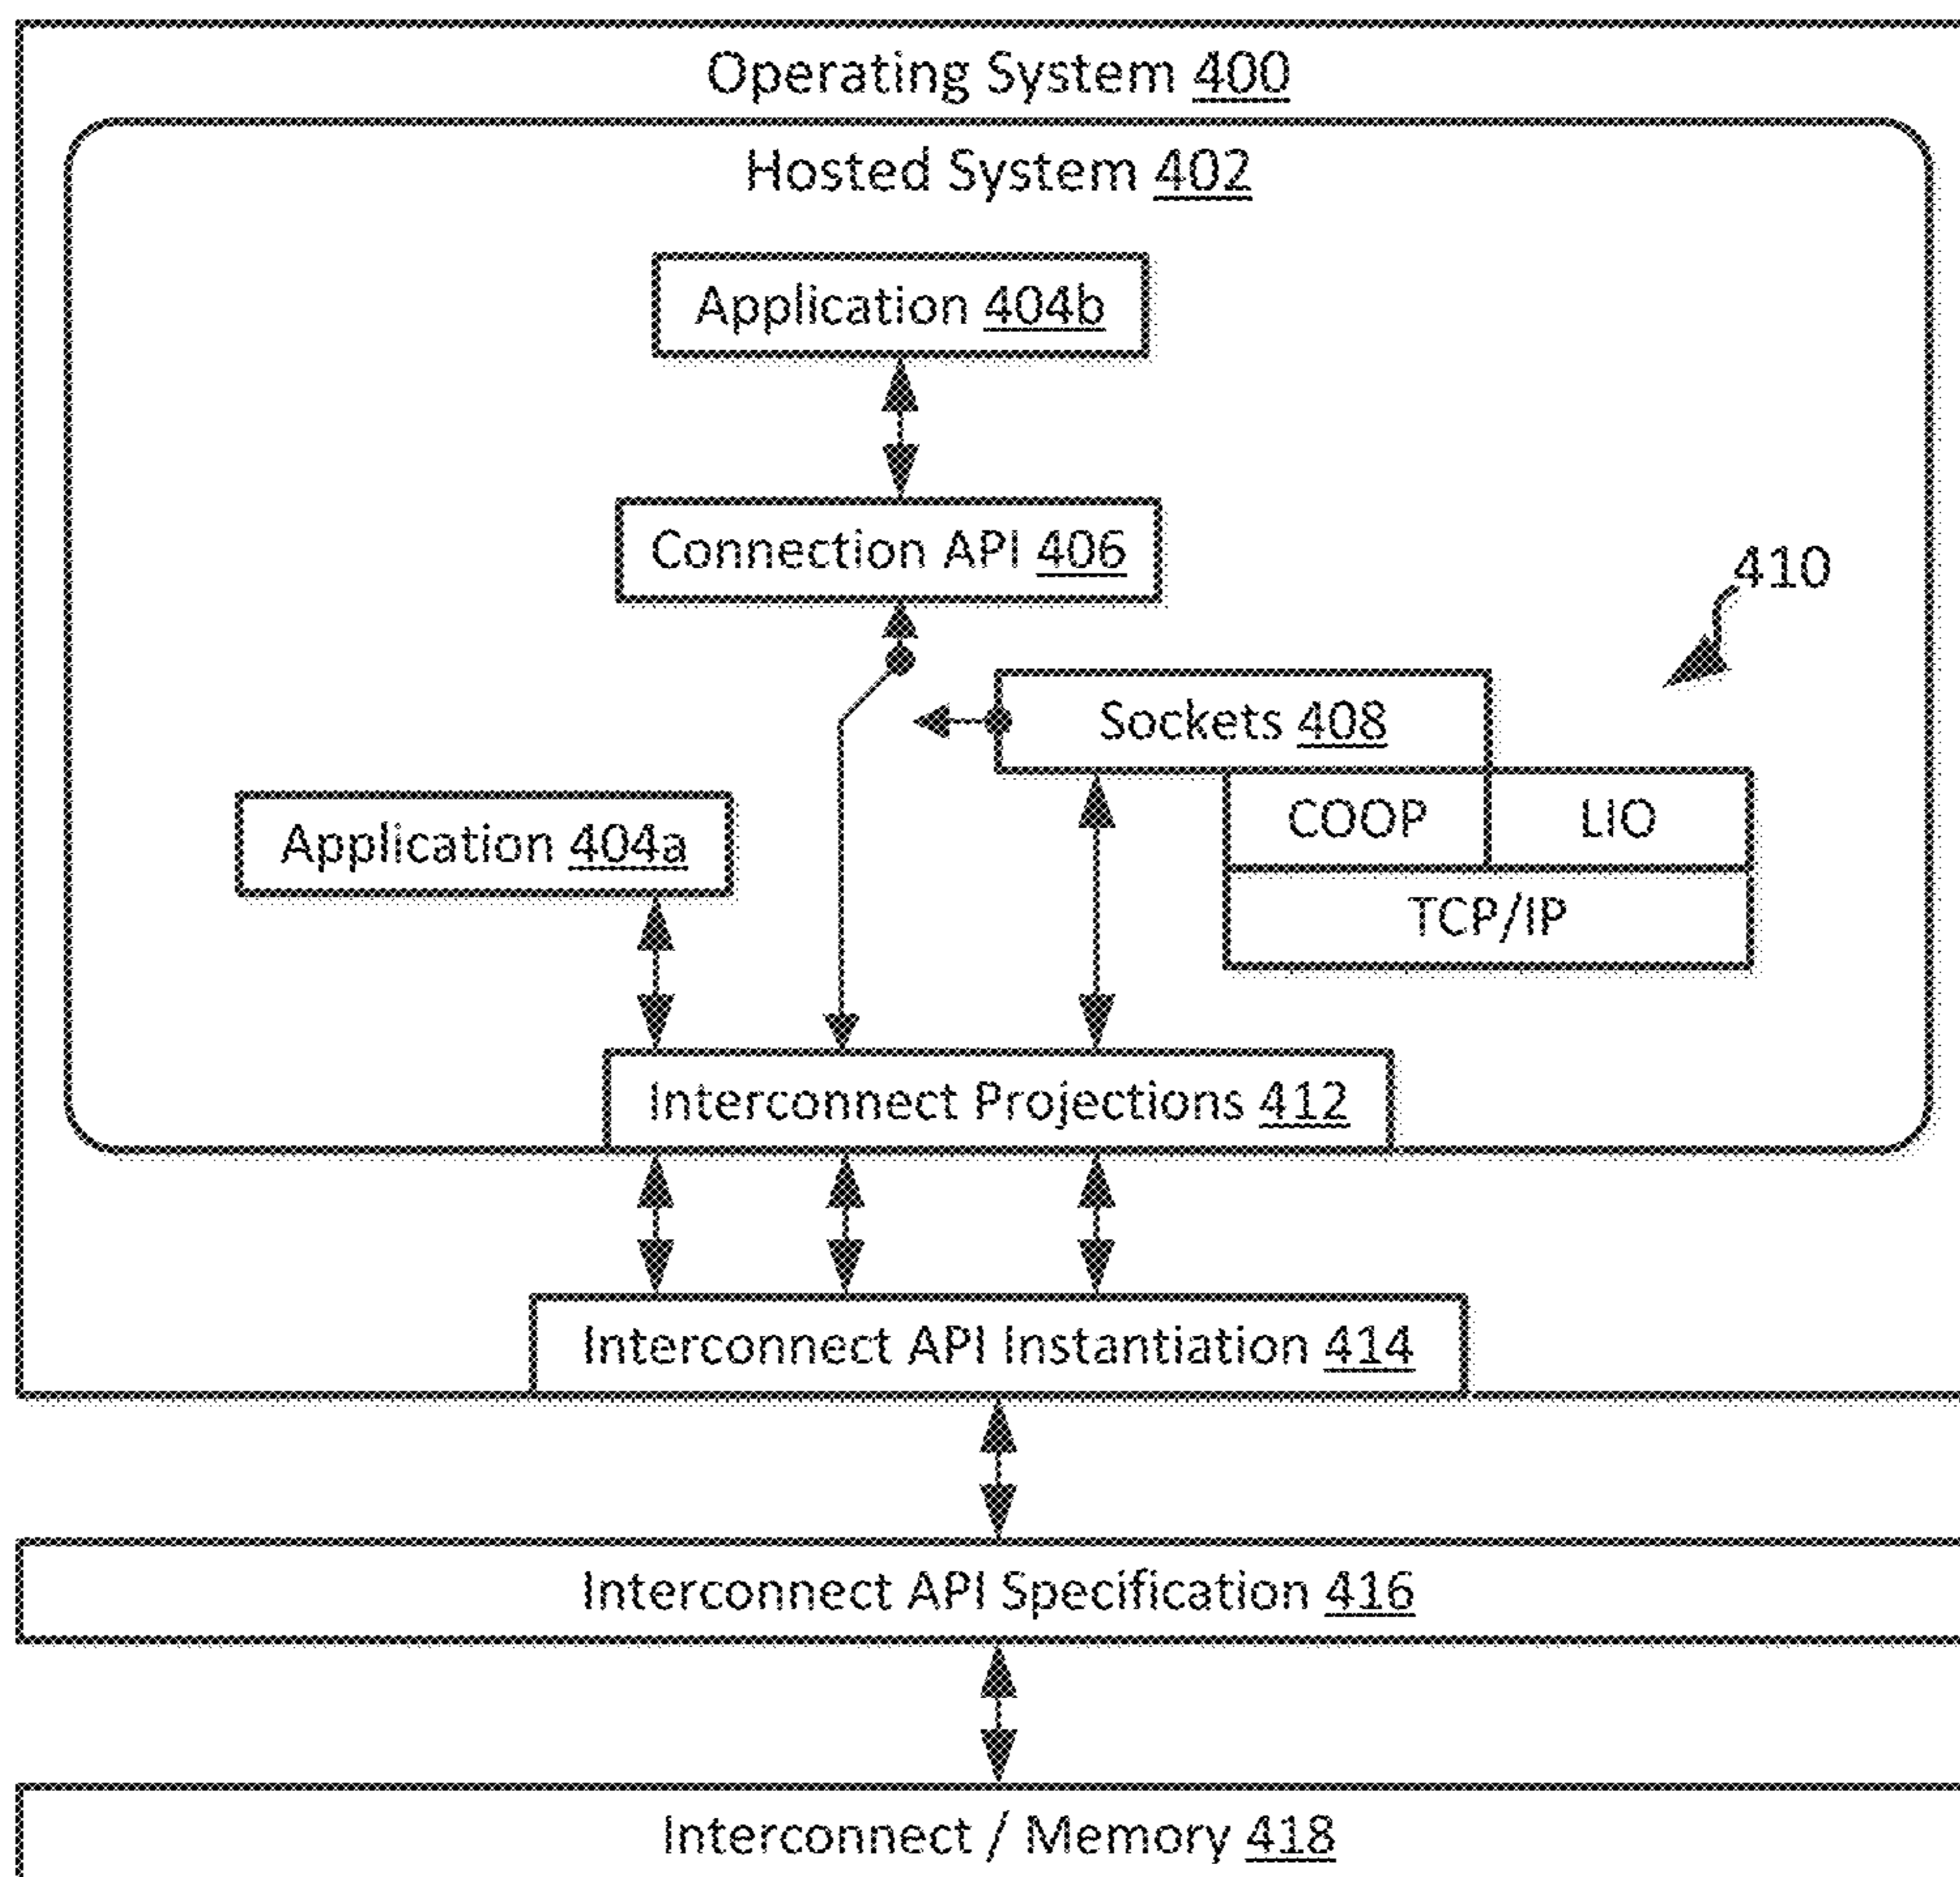 Operating System 400
Hosted System 402
Application 404b
Connection API 406
410
Sockets 408
COOP
LIO
Application 404a
TCP/IP
Interconnect Projections 412
Interconnect API Instantiation 414
Interconnect API Specification 416
Interconnect / Memory 418